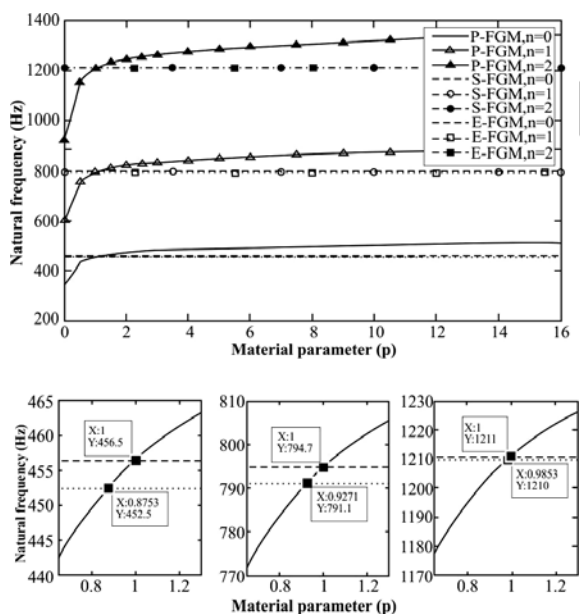 1400
1200
1000
800
600
400
200
Natural frequency (Hz)
0
2
4
6
8
10
12
14
16
Material parameter (p)
P-FGM,n=0
P-FGM,n=1
P-FGM,n=2
S-FGM,n=0
S-FGM,n=1
S-FGM,n=2
E-FGM,n=0
E-FGM,n=1
E-FGM,n=2
Natural frequency (Hz)
465
460
455
450
445
440
X:1
Y:456.5
X:0.8753
Y:452.5
0.8
1
1.2
810
800
790
780
770
X:1
Y:794.7
X:0.9271
Y:791.1
0.8
1
1.2
1230
1220
1210
1200
1190
1180
1170
X:1
Y:1211
X:0.9853
Y:1210
0.8
1
1.2
Material parameter (p)